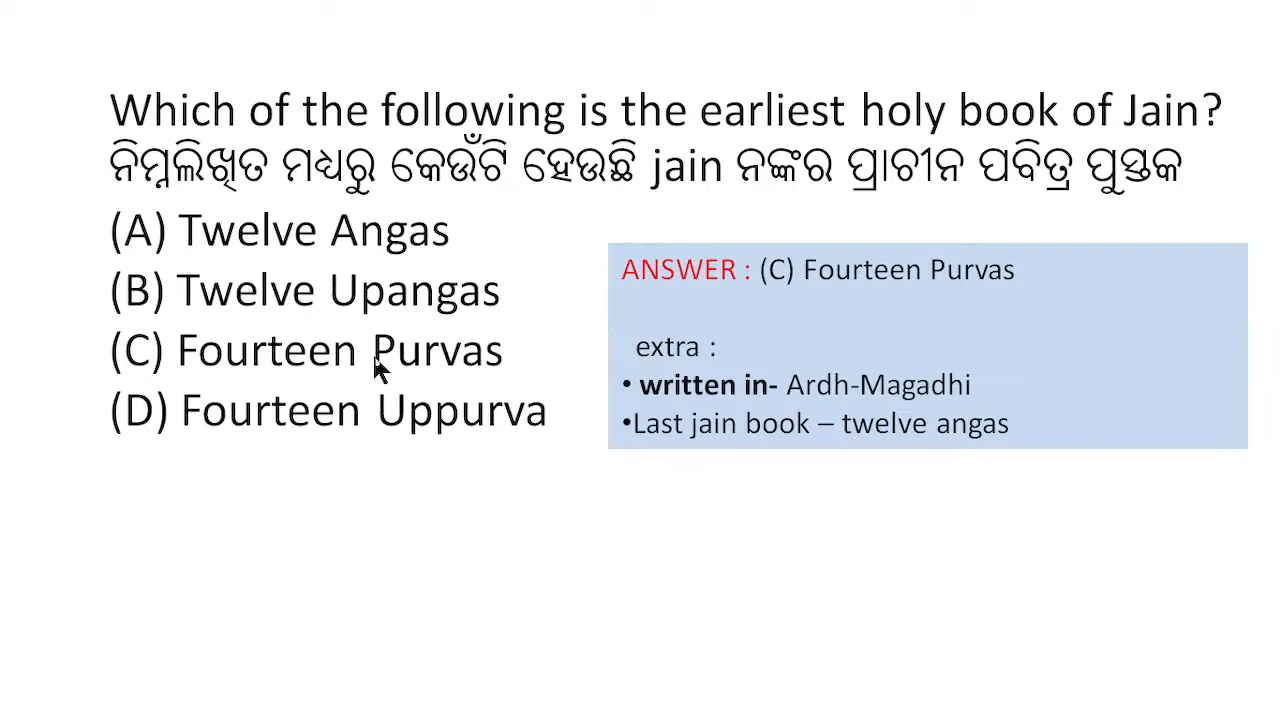 Which of the following is the earliest holy book of Jain?
ନିମ୍ନଲିଖିତ ମଧ୍ୟରୁ କେଉଁଟି ହେଉଛି jain ନଙ୍କର ପ୍ରାଚୀନ ପବିତ୍ର ପୁସ୍ତକ
(A) Twelve Angas
(B) Twelve Upangas
(C) Fourteen Purvas
(D) Fourteen Uppurva
ANSWER : (C) Fourteen Purvas
extra :
• written in- Ardh-Magadhi
•Last jain book – twelve angas